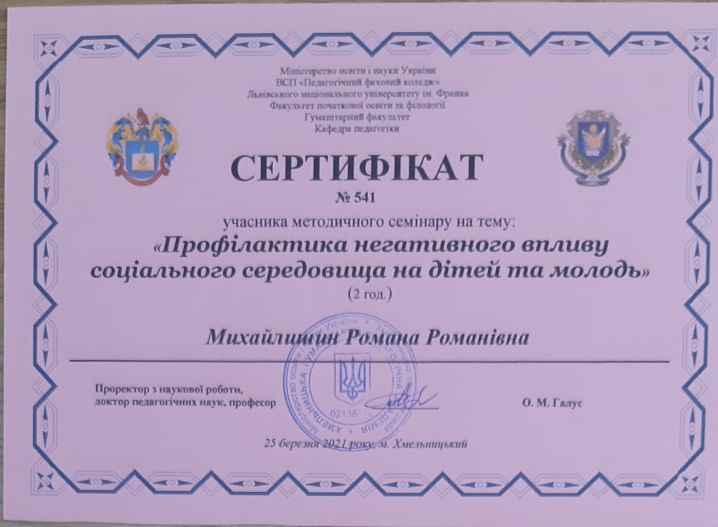 Міністерство освіти і науки України
ВСП «Педагогічний фаховий коледж»
Львівського національного університету ім. Франка
Факультет початкової освіти та філології
Гуманітарний факультет
Кафедра педагогіки
СЕРТИФІКАТ
№ 541
учасника методичного семінару на тему:
«Профілактика негативного впливу
соціального середовища на дітей та молодь»
(2 год.)
Михайлишин Романа Романівна
Проректор з наукової роботи,
доктор педагогічних наук, професор
О. М. Галус
25 березня 2021 року, м. Хмельницький